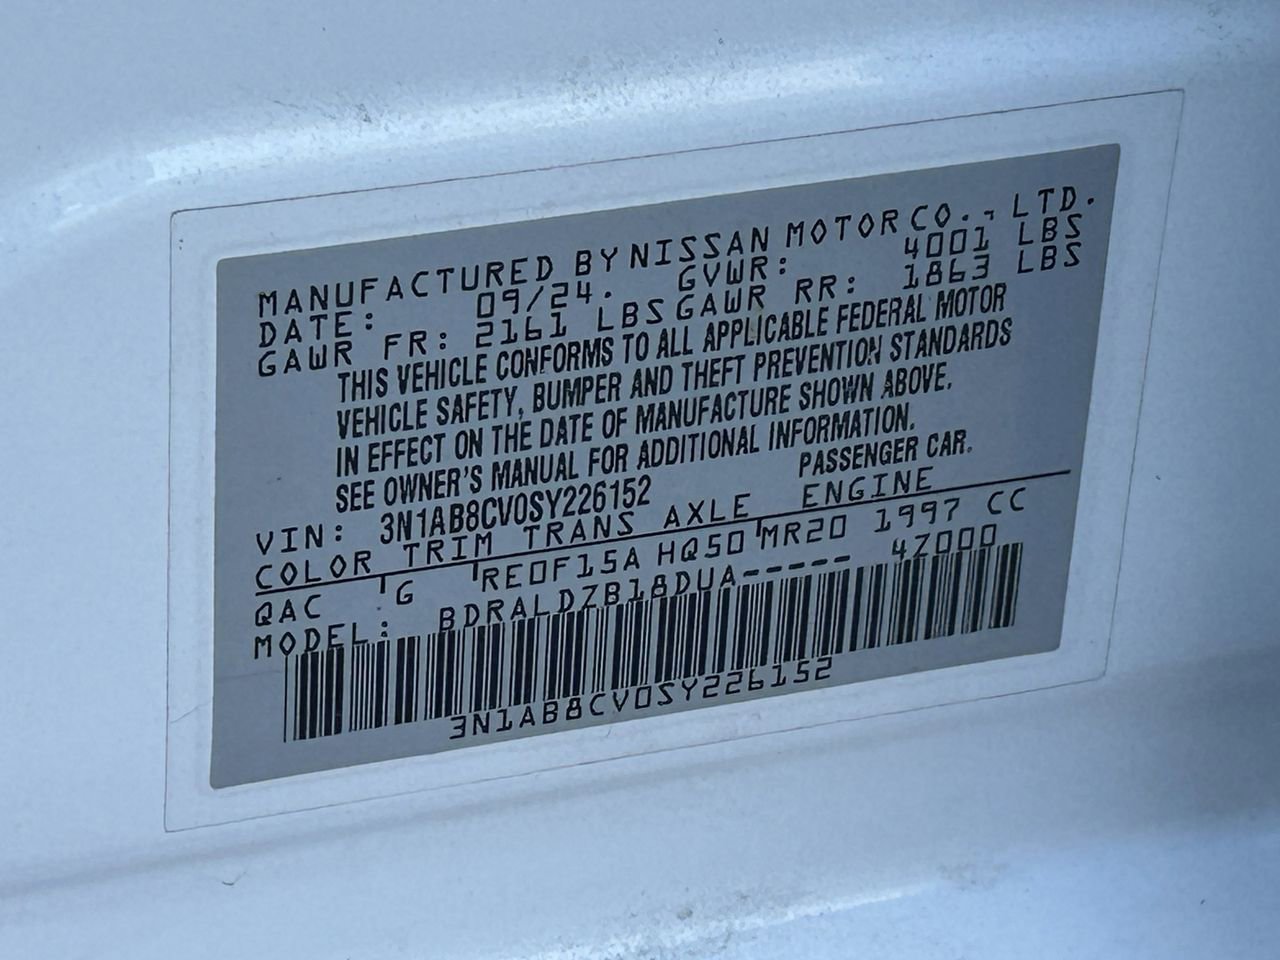 MANUFACTURED BY NISSAN MOTOR CO., LTD.
DATE: 09/24. GVWR: 4001 LBS
GAWR FR: 2161 LBS GAWR RR: 1863 LBS
THIS VEHICLE CONFORMS TO ALL APPLICABLE FEDERAL MOTOR
VEHICLE SAFETY, BUMPER AND THEFT PREVENTION STANDARDS
IN EFFECT ON THE DATE OF MANUFACTURE SHOWN ABOVE.
SEE OWNER'S MANUAL FOR ADDITIONAL INFORMATION.
VIN: 3N1AB8CV0SY226152 PASSENGER CAR.
COLOR TRIM TRANS AXLE ENGINE
QAC G RE0F15A HQ50 MR20 1997 CC
MODEL: BDRALDZB18DUA----- 47000
3N1AB8CV0SY226152